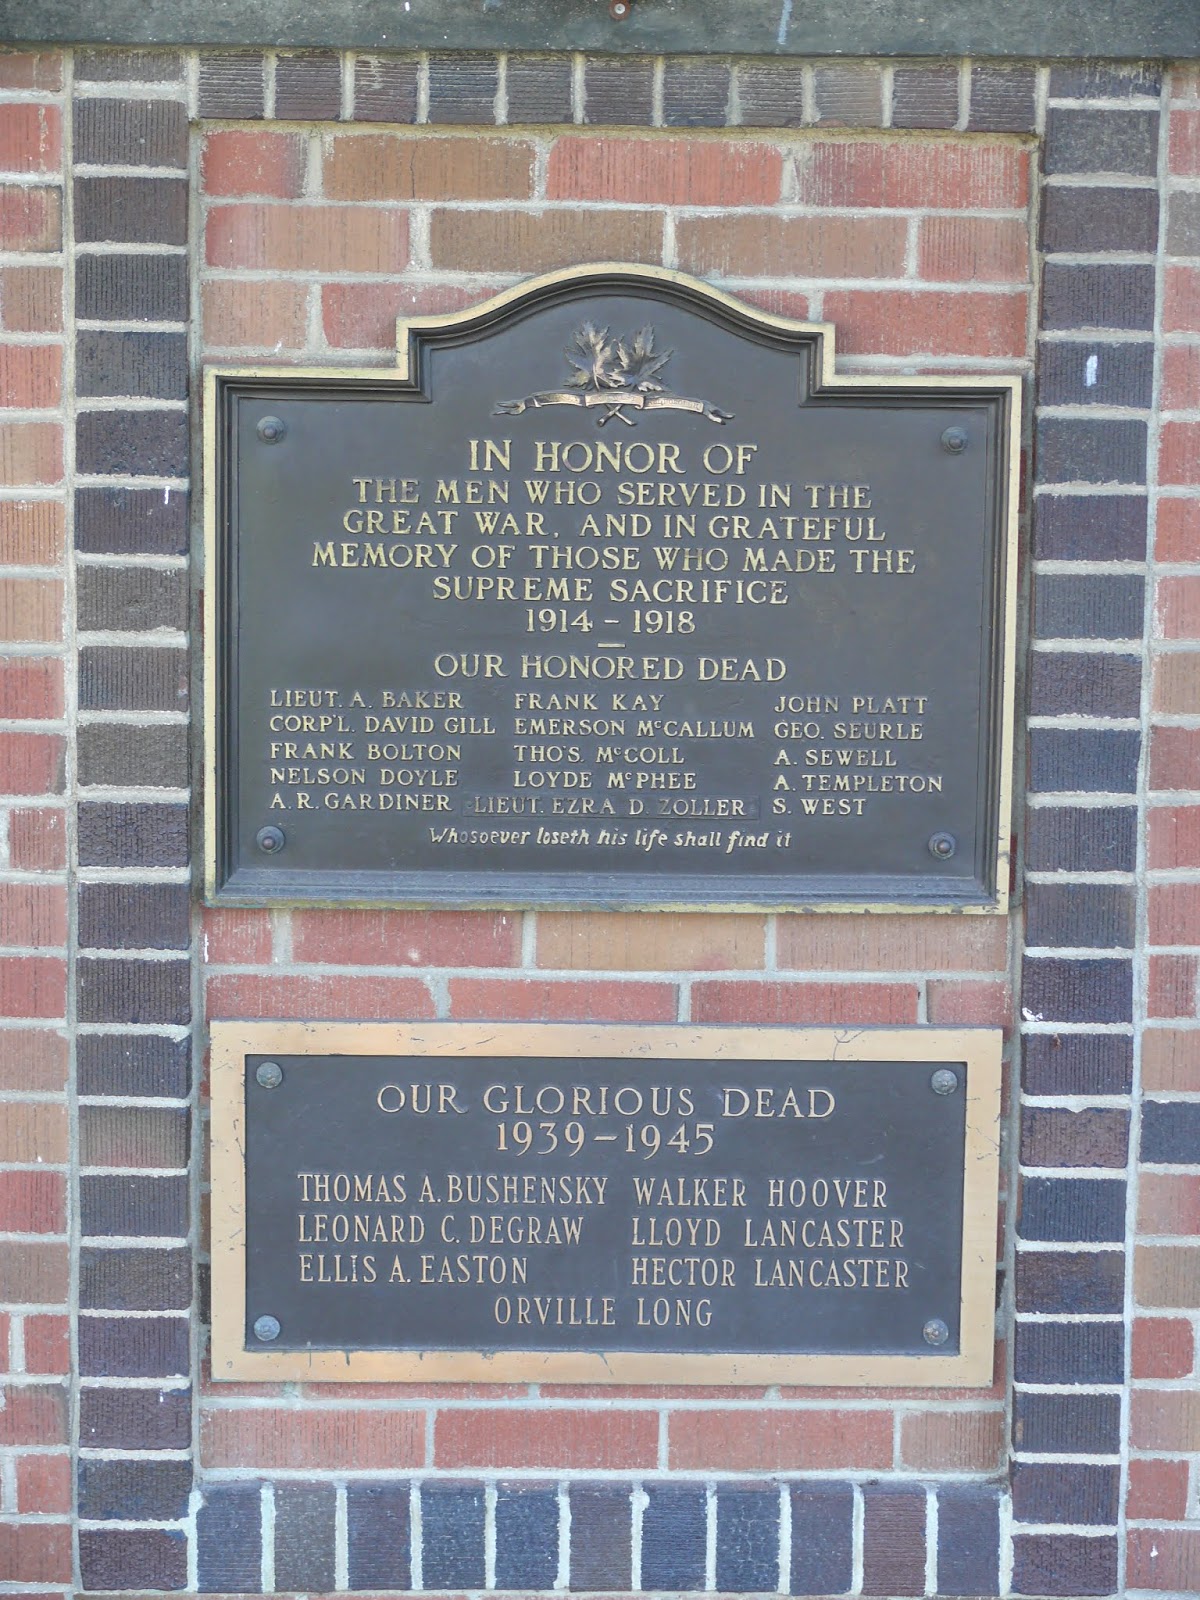 IN HONOR OF
THE MEN WHO SERVED IN THE
GREAT WAR, AND IN GRATEFUL
MEMORY OF THOSE WHO MADE THE
SUPREME SACRIFICE
1914 – 1918
OUR HONORED DEAD
LIEUT. A. BAKER FRANK KAY JOHN PLATT
CORP'L. DAVID GILL EMERSON McCALLUM GEO. SEURLE
FRANK BOLTON THO'S. McCOLL A. SEWELL
NELSON DOYLE LOYDE McPHEE A. TEMPLETON
A. R. GARDINER LIEUT. EZRA D. ZOLLER S. WEST
Whosoever loseth his life shall find it
OUR GLORIOUS DEAD
1939–1945
THOMAS A. BUSHENSKY WALKER HOOVER
LEONARD C. DEGRAW LLOYD LANCASTER
ELLIS A. EASTON HECTOR LANCASTER
ORVILLE LONG